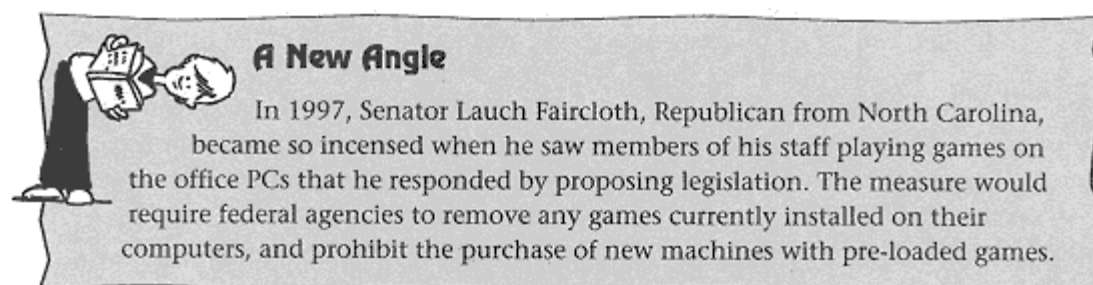 A New Angle
In 1997, Senator Lauch Faircloth, Republican from North Carolina,
became so incensed when he saw members of his staff playing games on
the office PCs that he responded by proposing legislation. The measure would
require federal agencies to remove any games currently installed on their
computers, and prohibit the purchase of new machines with pre-loaded games.